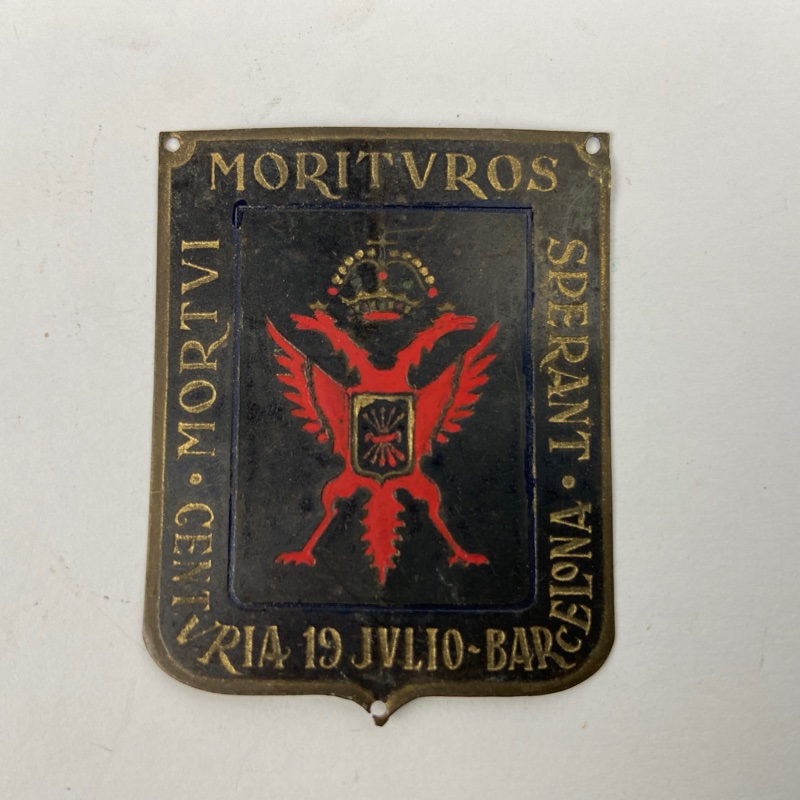 MORTVI
MORITVROS
SPERANT ·
CENTVRIA 19 JVLIO-BARCELONA